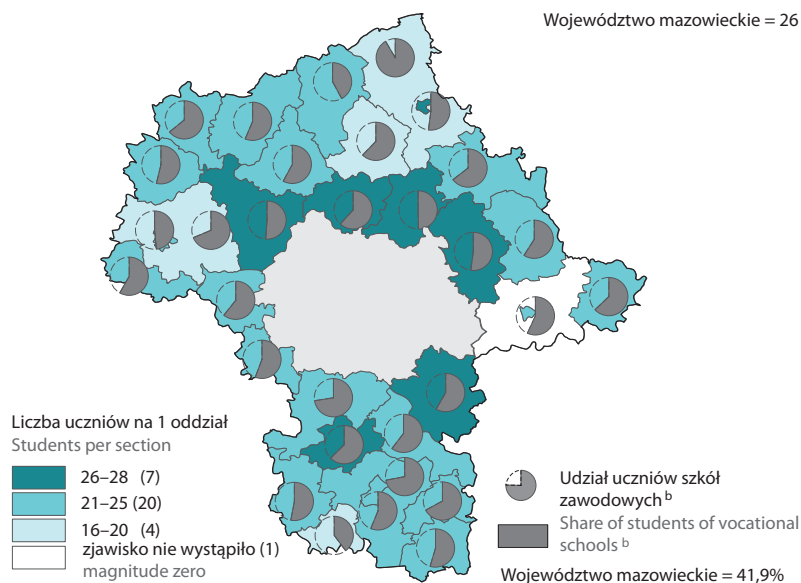 Województwo mazowieckie = 26
Liczba uczniów na 1 oddział
Students per section
26–28 (7)
21–25 (20)
16–20 (4)
zjawisko nie wystąpiło (1)
magnitude zero
Udział uczniów szkół
zawodowych b
Share of students of vocational
schools b
Województwo mazowieckie = 41,9%